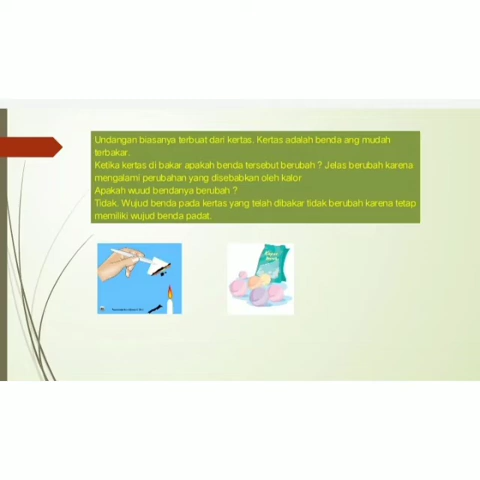 Undangan biasanya terbuat dari kertas. Kertas adalah benda ang mudah
terbakar.
Ketika kertas di bakar apakah benda tersebut berubah ? Jelas berubah karena
mengalami perubahan yang disebabkan oleh kalor
Apakah wuud bendanya berubah ?
Tidak. Wujud benda pada kertas yang telah dibakar tidak berubah karena tetap
memiliki wujud benda padat.